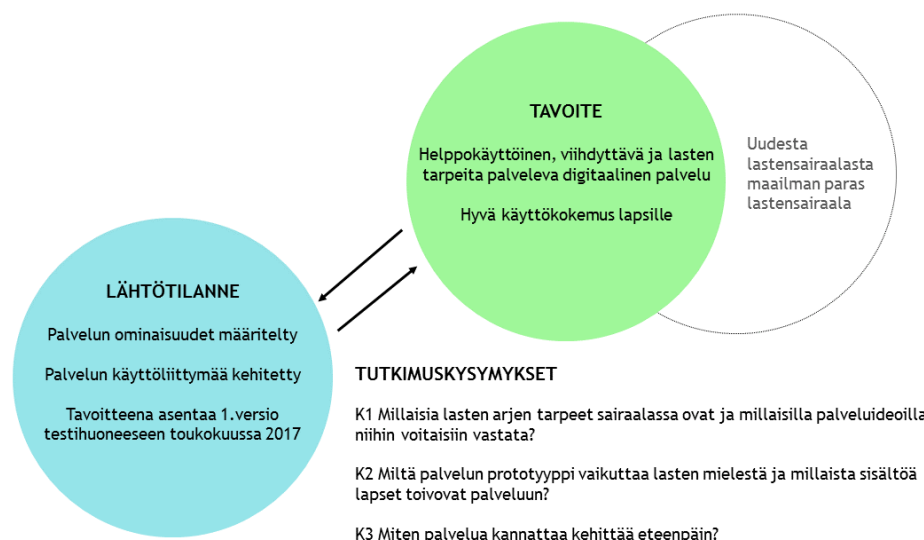 TAVOITE
Helppokäyttöinen, viihdyttävä ja lasten
tarpeita palveleva digitaalinen palvelu
Hyvä käyttökokemus lapsille
Uudesta
lastensairaalasta
maailman paras
lastensairaala
LÄHTÖTILANNE
Palvelun ominaisuudet määritelty
Palvelun käyttöliittymää kehitetty
Tavoitteena asentaa 1.versio
testihuoneeseen toukokuussa 2017
TUTKIMUSKYSYMYKSET
K1 Millaisia lasten arjen tarpeet sairaalassa ovat ja millaisilla palveluideoilla
niihin voitaisiin vastata?
K2 Miltä palvelun prototyyppi vaikuttaa lasten mielestä ja millaista sisältöä
lapset toivovat palveluun?
K3 Miten palvelua kannattaa kehittää eteenpäin?